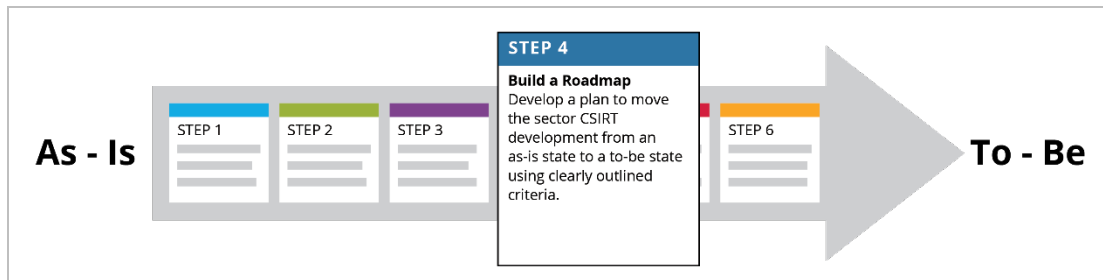 As - Is
STEP 1
STEP 2
STEP 3
STEP 4
Build a Roadmap
Develop a plan to move
the sector CSIRT
development from an
as-is state to a to-be state
using clearly outlined
criteria.
STEP 6
To - Be